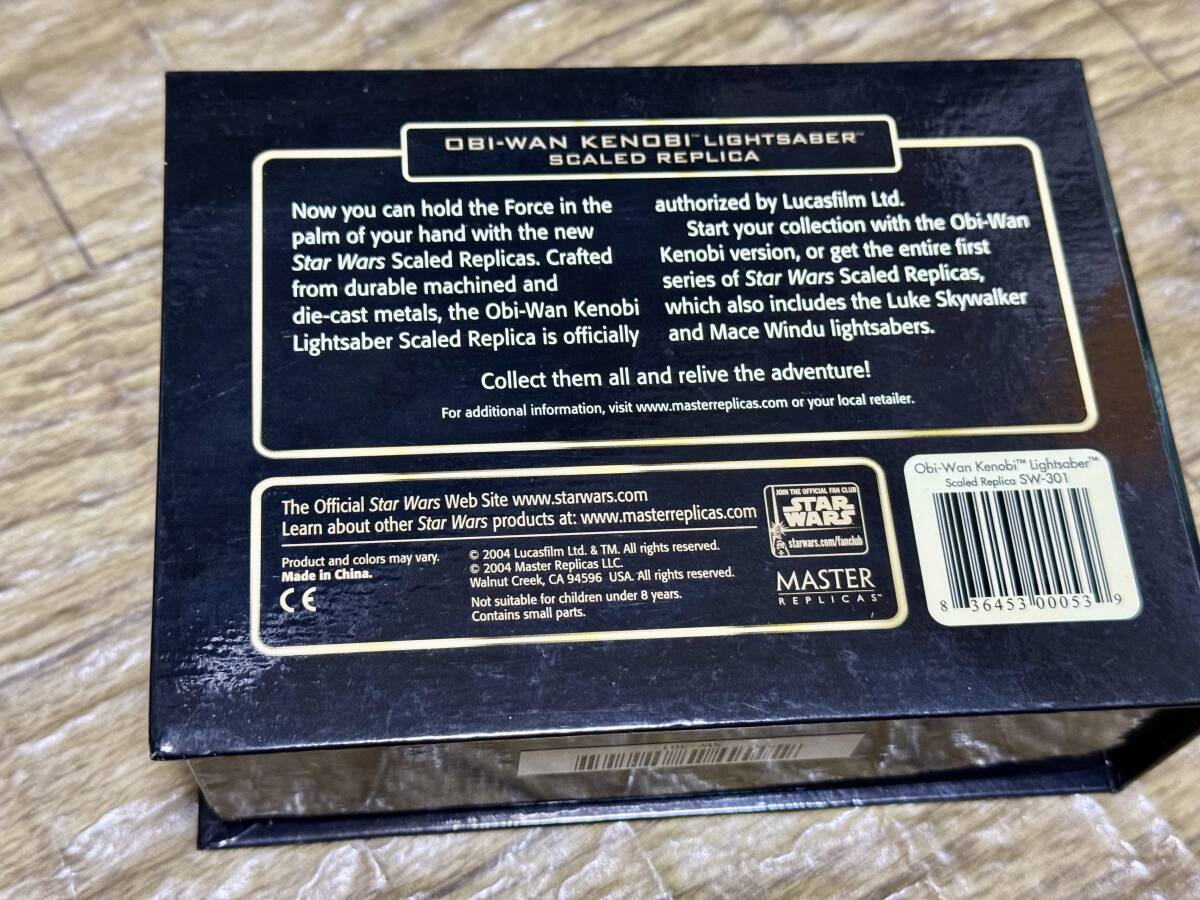 OBI-WAN KENOBI™ LIGHTSABER™
SCALED REPLICA
Now you can hold the Force in the
palm of your hand with the new
Star Wars Scaled Replicas. Crafted
from durable machined and
die-cast metals, the Obi-Wan Kenobi
Lightsaber Scaled Replica is officially
authorized by Lucasfilm Ltd.
Start your collection with the Obi-Wan
Kenobi version, or get the entire first
series of Star Wars Scaled Replicas,
which also includes the Luke Skywalker
and Mace Windu lightsabers.
Collect them all and relive the adventure!
For additional information, visit www.masterreplicas.com or your local retailer.
The Official Star Wars Web Site www.starwars.com
Learn about other Star Wars products at: www.masterreplicas.com
Product and colors may vary.
Made in China.
CE
© 2004 Lucasfilm Ltd. & TM. All rights reserved.
© 2004 Master Replicas LLC.
Walnut Creek, CA 94596 USA. All rights reserved.
Not suitable for children under 8 years.
Contains small parts.
JOIN THE OFFICIAL FAN CLUB
STAR
WARS
starwars.com/fanclub
MASTER
REPLICAS™
Obi-Wan Kenobi™ Lightsaber™
Scaled Replica SW-301
8 36453 00053 9